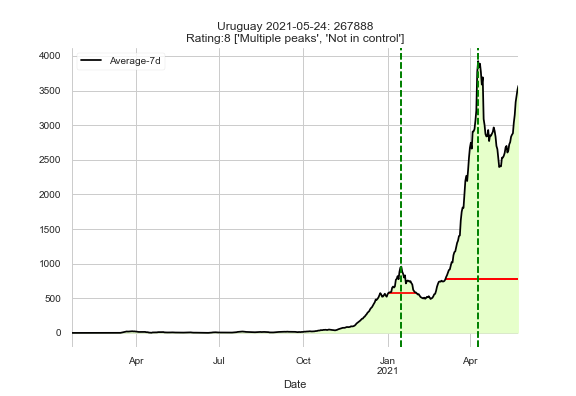 Uruguay 2021-05-24: 267888
Rating:8 ['Multiple peaks', 'Not in control']
Average-7d
4000
3500
3000
2500
2000
1500
1000
500
0
Apr
Jul
Oct
Jan
2021
Apr
Date